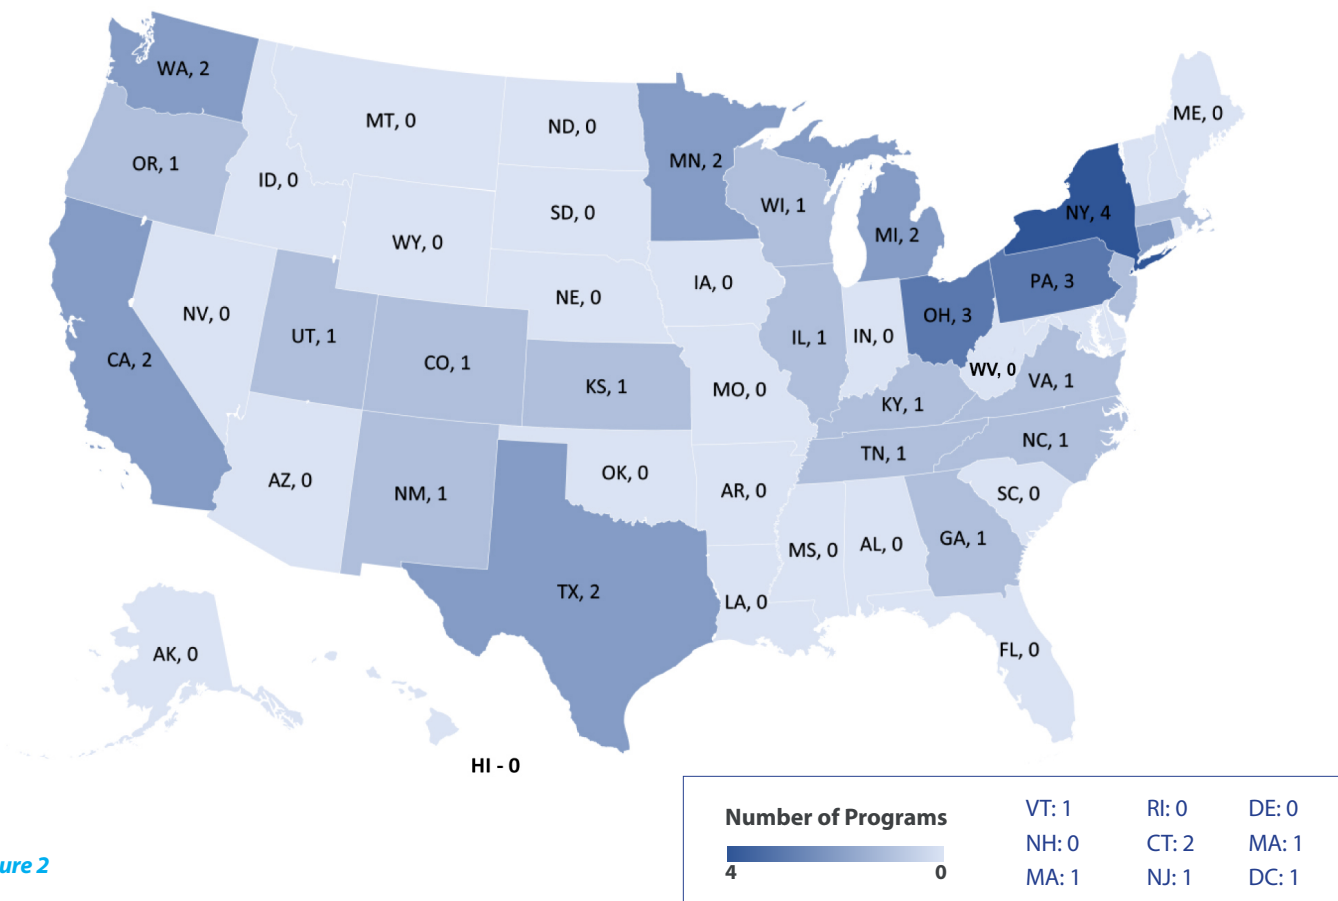 WA, 2
MT, 0
ND, 0
ME, 0
OR, 1
ID, 0
MN, 2
SD, 0
WI, 1
NY, 4
WY, 0
MI, 2
IA, 0
PA, 3
NE, 0
NV, 0
OH, 3
UT, 1
IL, 1
IN, 0
CA, 2
CO, 1
WV, 0
KS, 1
MO, 0
VA, 1
KY, 1
NC, 1
TN, 1
OK, 0
AZ, 0
NM, 1
AR, 0
SC, 0
GA, 1
MS, 0
AL, 0
TX, 2
LA, 0
FL, 0
AK, 0
HI - 0
Number of Programs
4 0
VT: 1 RI: 0 DE: 0
NH: 0 CT: 2 MA: 1
MA: 1 NJ: 1 DC: 1
ure 2